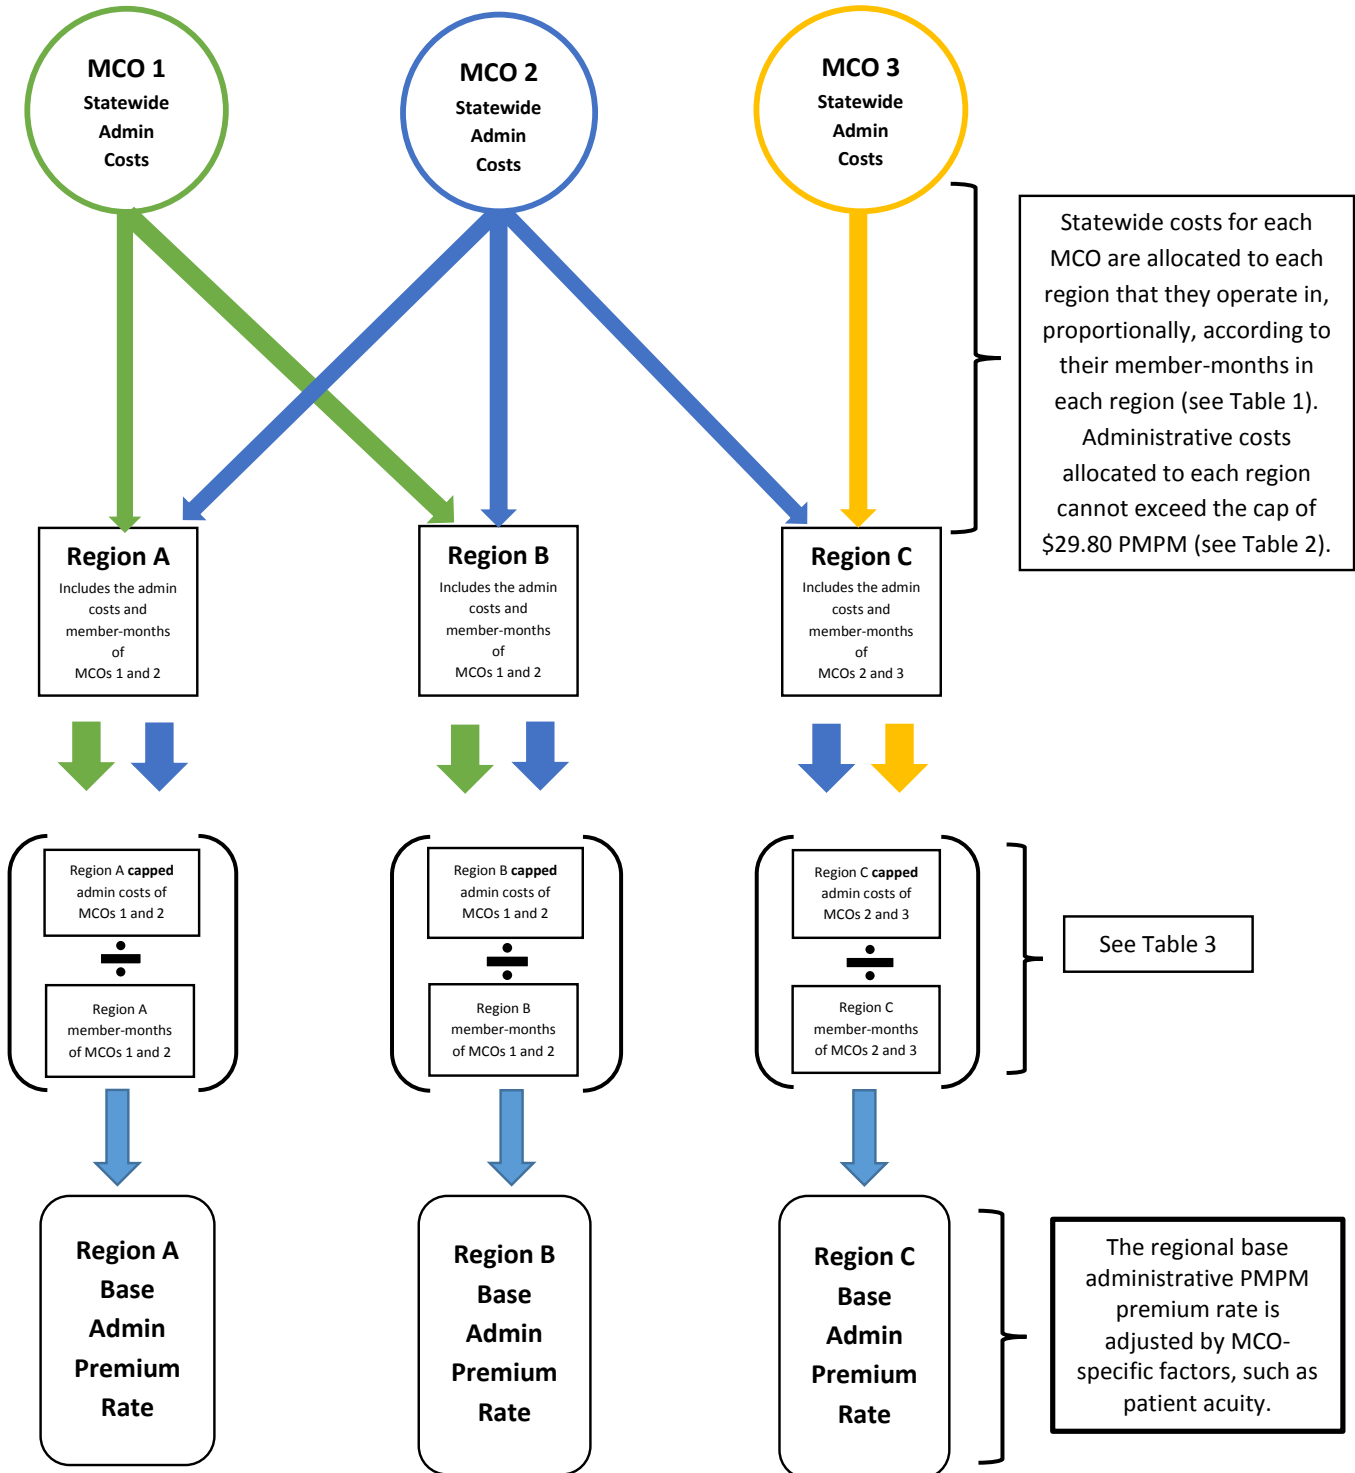 MCO 1
Statewide
Admin
Costs
MCO 2
Statewide
Admin
Costs
MCO 3
Statewide
Admin
Costs
Statewide costs for each
MCO are allocated to each
region that they operate in,
proportionally, according to
their member-months in
each region (see Table 1).
Administrative costs
allocated to each region
cannot exceed the cap of
$29.80 PMPM (see Table 2).
Region A
Includes the admin
costs and
member-months
of
MCOs 1 and 2
Region B
Includes the admin
costs and
member-months
of
MCOs 1 and 2
Region C
Includes the admin
costs and
member-months
of
MCOs 2 and 3
Region A capped
admin costs of
MCOs 1 and 2
÷
Region A
member-months
of MCOs 1 and 2
Region B capped
admin costs of
MCOs 1 and 2
÷
Region B
member-months
of MCOs 1 and 2
Region C capped
admin costs of
MCOs 2 and 3
÷
Region C
member-months
of MCOs 2 and 3
See Table 3
Region A
Base
Admin
Premium
Rate
Region B
Base
Admin
Premium
Rate
Region C
Base
Admin
Premium
Rate
The regional base
administrative PMPM
premium rate is
adjusted by MCO-
specific factors, such as
patient acuity.